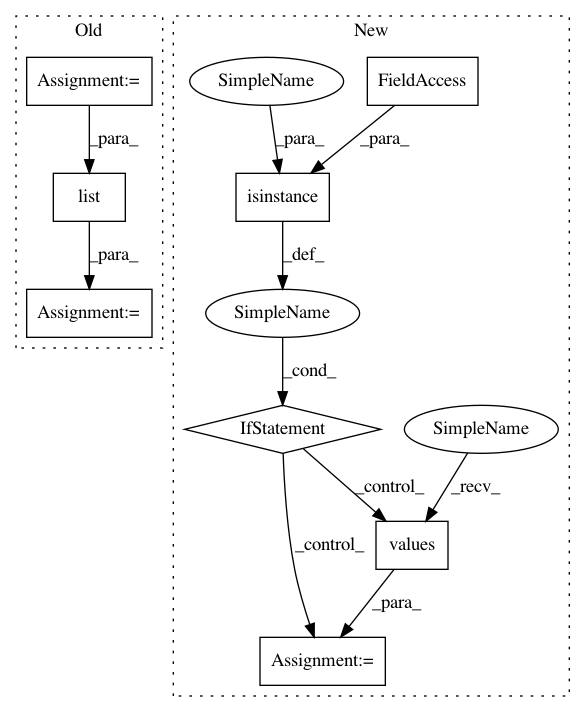 Old
New
Assignment:=
SimpleName
FieldAccess
_para_
_para_
_para_
list
isinstance
_para_
_def_
Assignment:=
SimpleName
_cond_
IfStatement
SimpleName
_control_
_recv_
_control_
values
_para_
Assignment:=